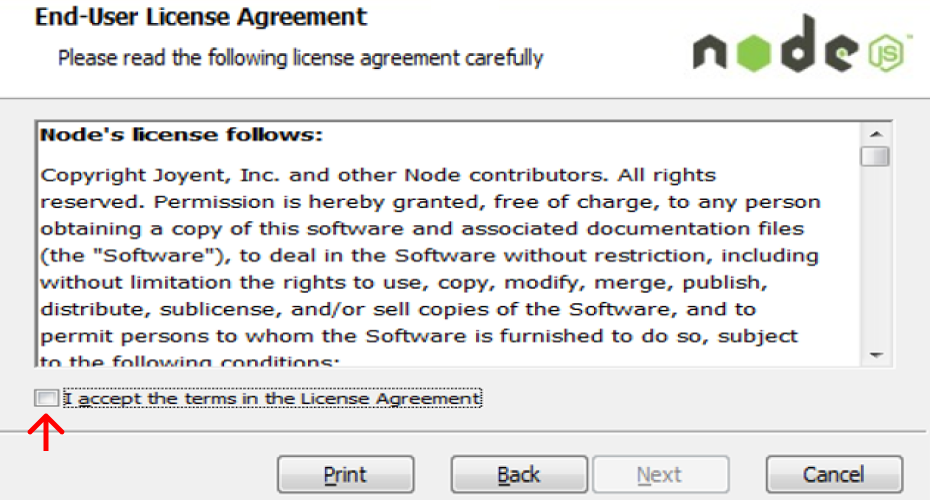 End-User License Agreement
Please read the following license agreement carefully
node JS™
Node's license follows:
Copyright Joyent, Inc. and other Node contributors. All rights
reserved. Permission is hereby granted, free of charge, to any person
obtaining a copy of this software and associated documentation files
(the "Software"), to deal in the Software without restriction, including
without limitation the rights to use, copy, modify, merge, publish,
distribute, sublicense, and/or sell copies of the Software, and to
permit persons to whom the Software is furnished to do so, subject
to the following conditions:
I accept the terms in the License Agreement
Print Back Next Cancel